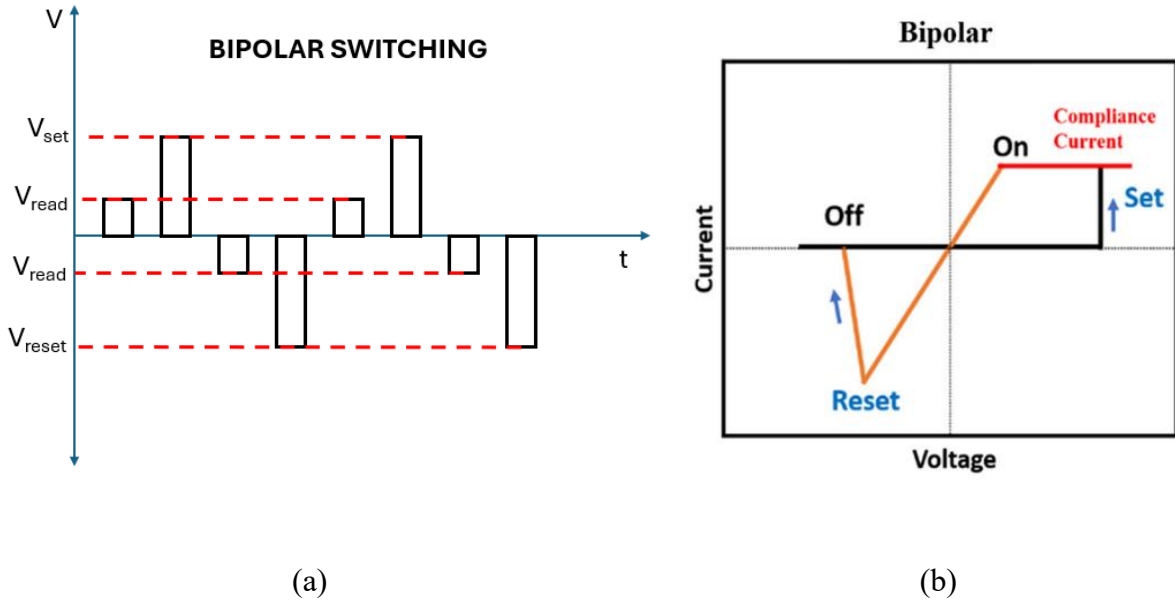 V
BIPOLAR SWITCHING
Vset
Vread
Vread
Vreset
t
(a)
Bipolar
Compliance
Current
On
Off
Set
Reset
Current
Voltage
(b)